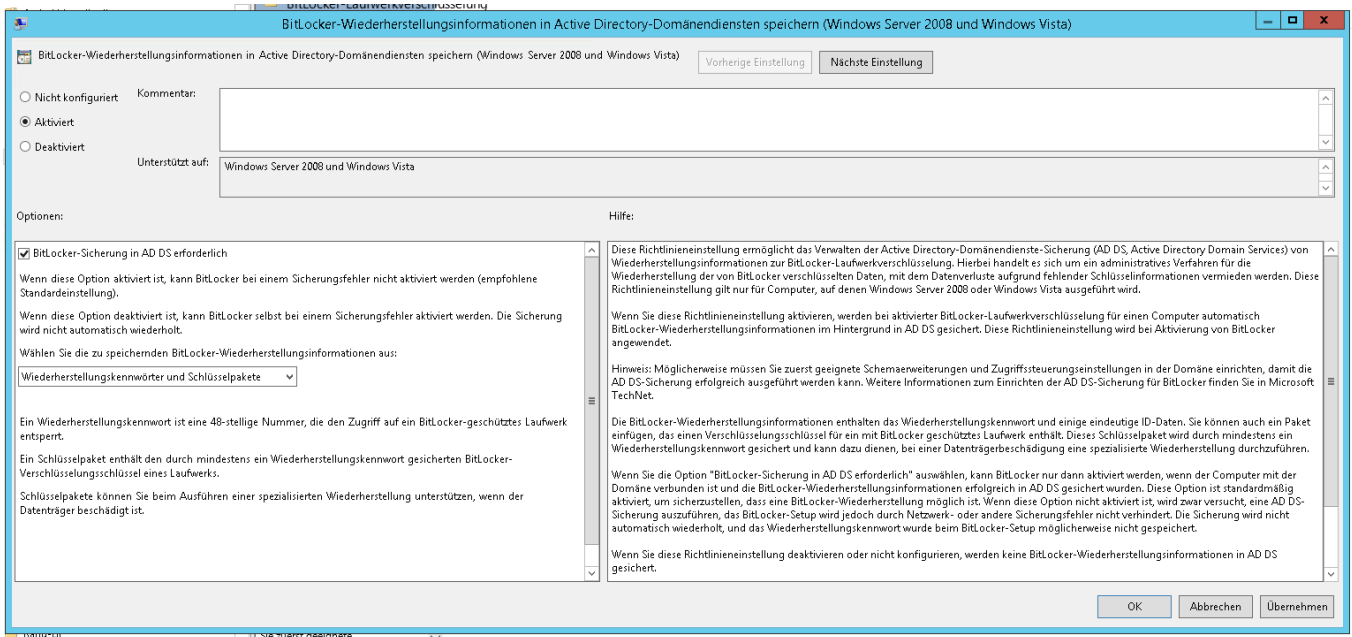 BitLocker-Laufwerkverschlüsselung
BitLocker-Wiederherstellungsinformationen in Active Directory-Domänendiensten speichern (Windows Server 2008 und Windows Vista)
BitLocker-Wiederherstellungsinformationen in Active Directory-Domänendiensten speichern (Windows Server 2008 und Windows Vista)
Vorherige Einstellung
Nächste Einstellung
Nicht konfiguriert
Kommentar:
Aktiviert
Deaktiviert
Unterstützt auf:
Windows Server 2008 und Windows Vista
Optionen:
Hilfe:
BitLocker-Sicherung in AD DS erforderlich
Wenn diese Option aktiviert ist, kann BitLocker bei einem Sicherungsfehler nicht aktiviert werden (empfohlene
Standardeinstellung).
Wenn diese Option deaktiviert ist, kann BitLocker selbst bei einem Sicherungsfehler aktiviert werden. Die Sicherung
wird nicht automatisch wiederholt.
Wählen Sie die zu speichernden BitLocker-Wiederherstellungsinformationen aus:
Wiederherstellungskennwörter und Schlüsselpakete
Ein Wiederherstellungskennwort ist eine 48-stellige Nummer, die den Zugriff auf ein BitLocker-geschütztes Laufwerk
entsperrt.
Ein Schlüsselpaket enthält den durch mindestens ein Wiederherstellungskennwort gesicherten BitLocker-
Verschlüsselungsschlüssel eines Laufwerks.
Schlüsselpakete können Sie beim Ausführen einer spezialisierten Wiederherstellung unterstützen, wenn der
Datenträger beschädigt ist.
Diese Richtlinieneinstellung ermöglicht das Verwalten der Active Directory-Domänendienste-Sicherung (AD DS, Active Directory Domain Services) von
Wiederherstellungsinformationen zur BitLocker-Laufwerkverschlüsselung. Hierbei handelt es sich um ein administratives Verfahren für die
Wiederherstellung der von BitLocker verschlüsselten Daten, mit dem Datenverluste aufgrund fehlender Schlüsselinformationen vermieden werden. Diese
Richtlinieneinstellung gilt nur für Computer, auf denen Windows Server 2008 oder Windows Vista ausgeführt wird.
Wenn Sie diese Richtlinieneinstellung aktivieren, werden bei aktivierter BitLocker-Laufwerkverschlüsselung für einen Computer automatisch
BitLocker-Wiederherstellungsinformationen im Hintergrund in AD DS gesichert. Diese Richtlinieneinstellung wird bei Aktivierung von BitLocker
angewendet.
Hinweis: Möglicherweise müssen Sie zuerst geeignete Schemaerweiterungen und Zugriffssteuerungseinstellungen in der Domäne einrichten, damit die
AD DS-Sicherung erfolgreich ausgeführt werden kann. Weitere Informationen zum Einrichten der AD DS-Sicherung für BitLocker finden Sie in Microsoft
TechNet.
Die BitLocker-Wiederherstellungsinformationen enthalten das Wiederherstellungskennwort und einige eindeutige ID-Daten. Sie können auch ein Paket
einfügen, das einen Verschlüsselungsschlüssel für ein mit BitLocker geschütztes Laufwerk enthält. Dieses Schlüsselpaket wird durch mindestens ein
Wiederherstellungskennwort gesichert und kann dazu dienen, bei einer Datenträgerbeschädigung eine spezialisierte Wiederherstellung durchzuführen.
Wenn Sie die Option "BitLocker-Sicherung in AD DS erforderlich" auswählen, kann BitLocker nur dann aktiviert werden, wenn der Computer mit der
Domäne verbunden ist und die BitLocker-Wiederherstellungsinformationen erfolgreich in AD DS gesichert wurden. Diese Option ist standardmäßig
aktiviert, um sicherzustellen, dass eine BitLocker-Wiederherstellung möglich ist. Wenn diese Option nicht aktiviert ist, wird zwar versucht, eine AD DS-
Sicherung auszuführen, das BitLocker-Setup wird jedoch durch Netzwerk- oder andere Sicherungsfehler nicht verhindert. Die Sicherung wird nicht
automatisch wiederholt, und das Wiederherstellungskennwort wurde beim BitLocker-Setup möglicherweise nicht gespeichert.
Wenn Sie diese Richtlinieneinstellung deaktivieren oder nicht konfigurieren, werden keine BitLocker-Wiederherstellungsinformationen in AD DS
gesichert.
OK
Abbrechen
Übernehmen
Sie zuerst geeignete